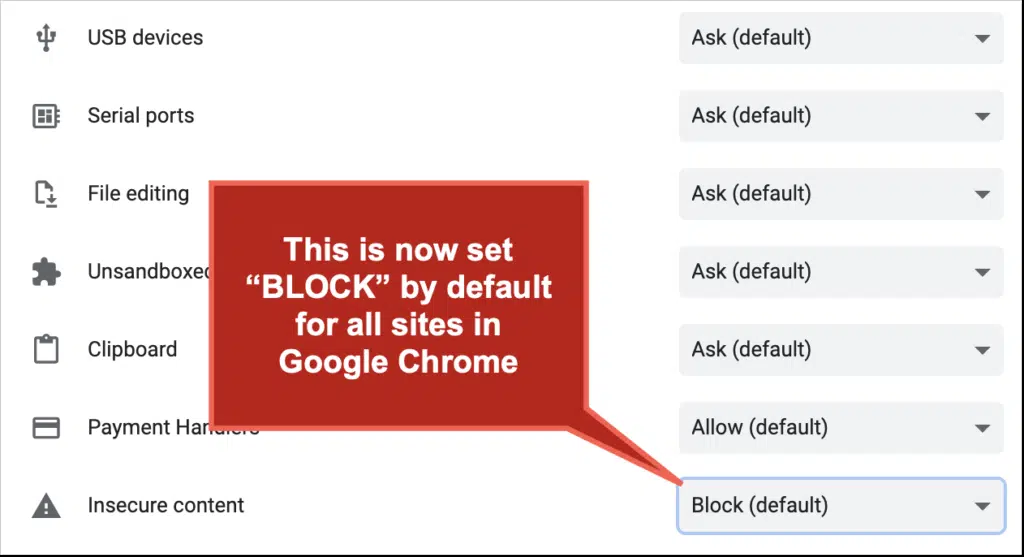 USB devices
Ask (default)
Serial ports
Ask (default)
File editing
Ask (default)
Unsandboxed
Ask (default)
This is now set
“BLOCK” by default
for all sites in
Google Chrome
Clipboard
Ask (default)
Payment Handlers
Allow (default)
Insecure content
Block (default)